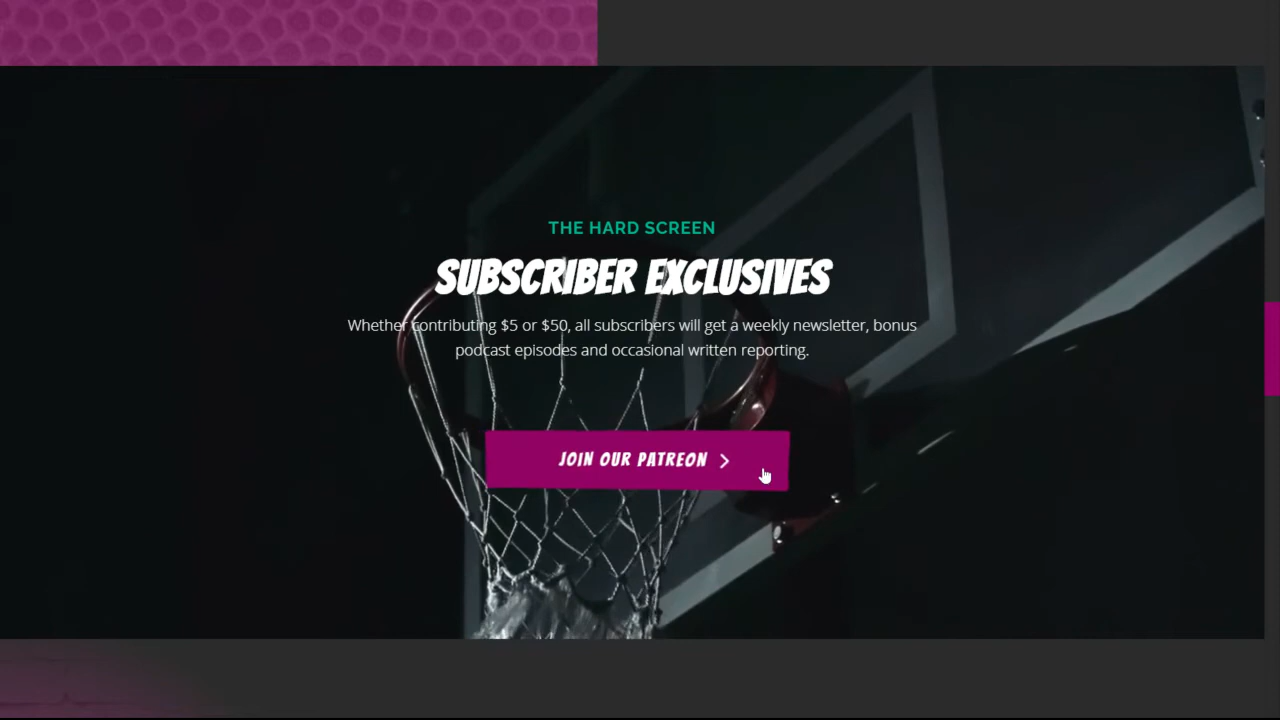 THE HARD SCREEN
SUBSCRIBER EXCLUSIVES
Whether contributing $5 or $50, all subscribers will get a weekly newsletter, bonus
podcast episodes and occasional written reporting.
JOIN OUR PATREON